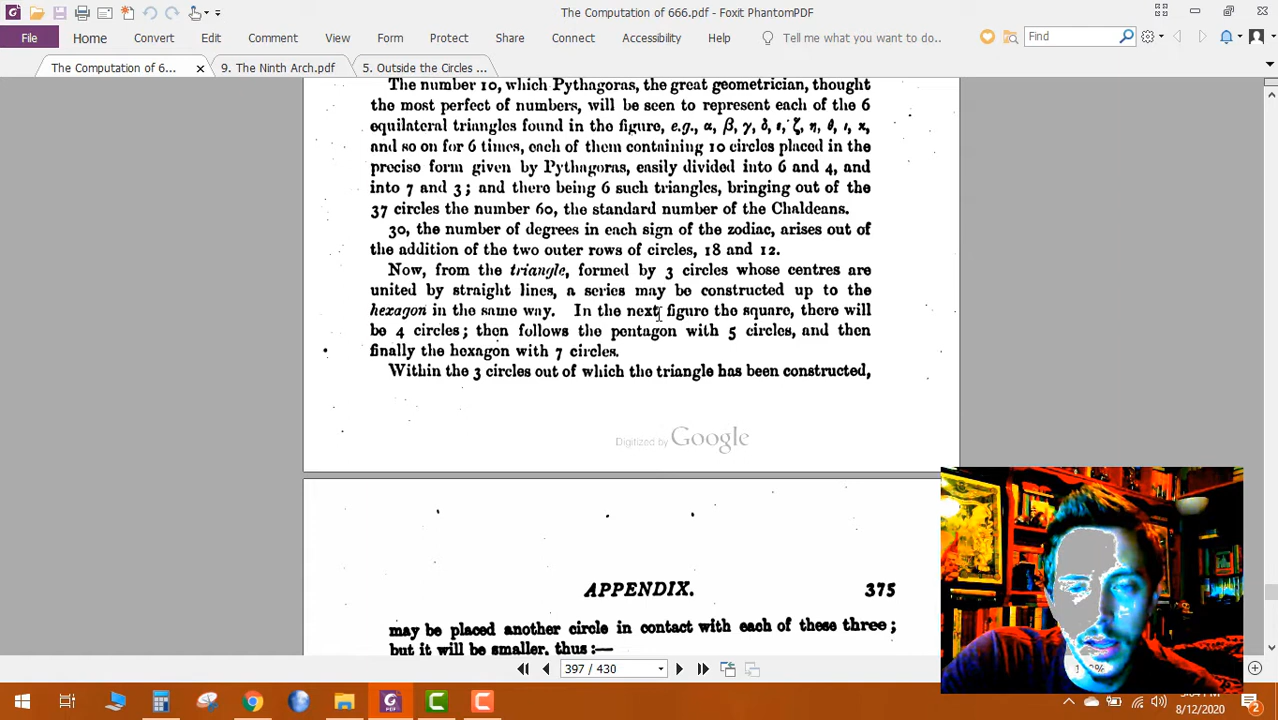 The Computation of 666.pdf - Foxit PhantomPDF
File Home Convert Edit Comment View Form Protect Share Connect Accessibility Help Tell me what you want to do.. Find
The Computation of 6... 9. The Ninth Arch.pdf 5. Outside the Circles ...
The number 10, which Pythagoras, the great geometrician, thought
the most perfect of numbers, will be seen to represent each of the 6
equilateral triangles found in the figure, e.g., α, β, γ, δ, ε, ζ, η, θ, ι, κ,
and so on for 6 times, each of them containing 10 circles placed in the
precise form given by Pythagoras, easily divided into 6 and 4, and
into 7 and 3; and there being 6 such triangles, bringing out of the
37 circles the number 60, the standard number of the Chaldeans.
30, the number of degrees in each sign of the zodiac, arises out of
the addition of the two outer rows of circles, 18 and 12.
Now, from the triangle, formed by 3 circles whose centres are
united by straight lines, a series may be constructed up to the
hexagon in the same way. In the next figure the square, there will
be 4 circles; then follows the pentagon with 5 circles, and then
finally the hexagon with 7 circles.
Within the 3 circles out of which the triangle has been constructed,
Digitized by Google
APPENDIX. 375
may be placed another circle in contact with each of these three;
but it will be smaller, thus:—
397 / 430
8/12/2020
2